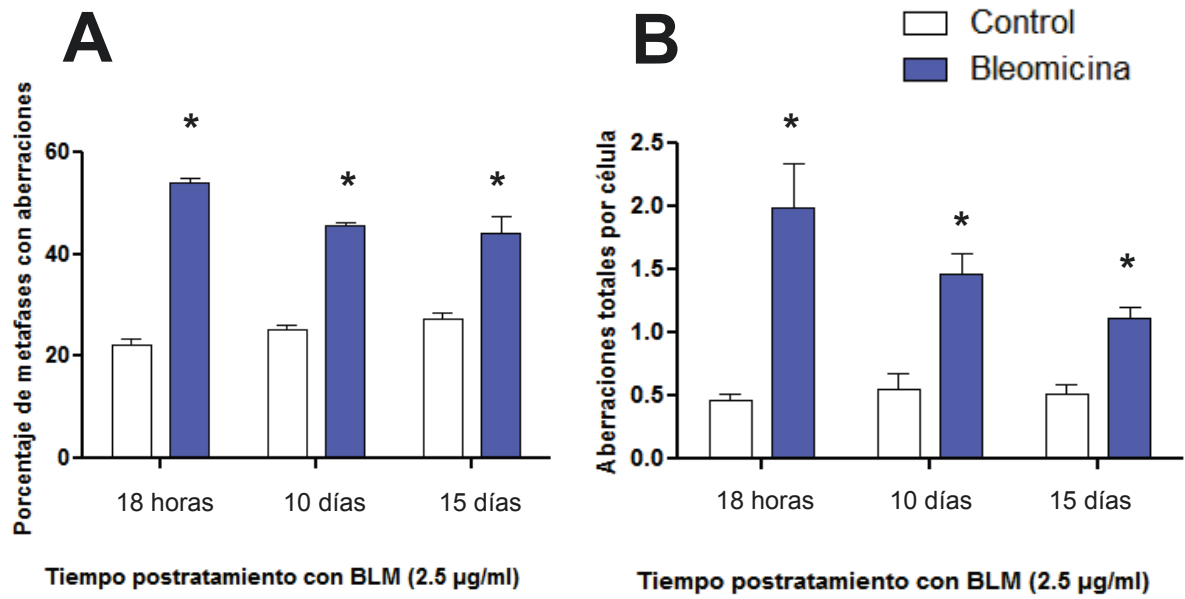 A
Porcentaje de metafases con aberraciones
60
40
20
0
*
*
*
18 horas
10 días
15 días
Tiempo postratamiento con BLM (2.5 µg/ml)
B
Control
Bleomicina
Aberraciones totales por célula
2.5
2.0
1.5
1.0
0.5
0.0
*
*
*
18 horas
10 días
15 días
Tiempo postratamiento con BLM (2.5 µg/ml)